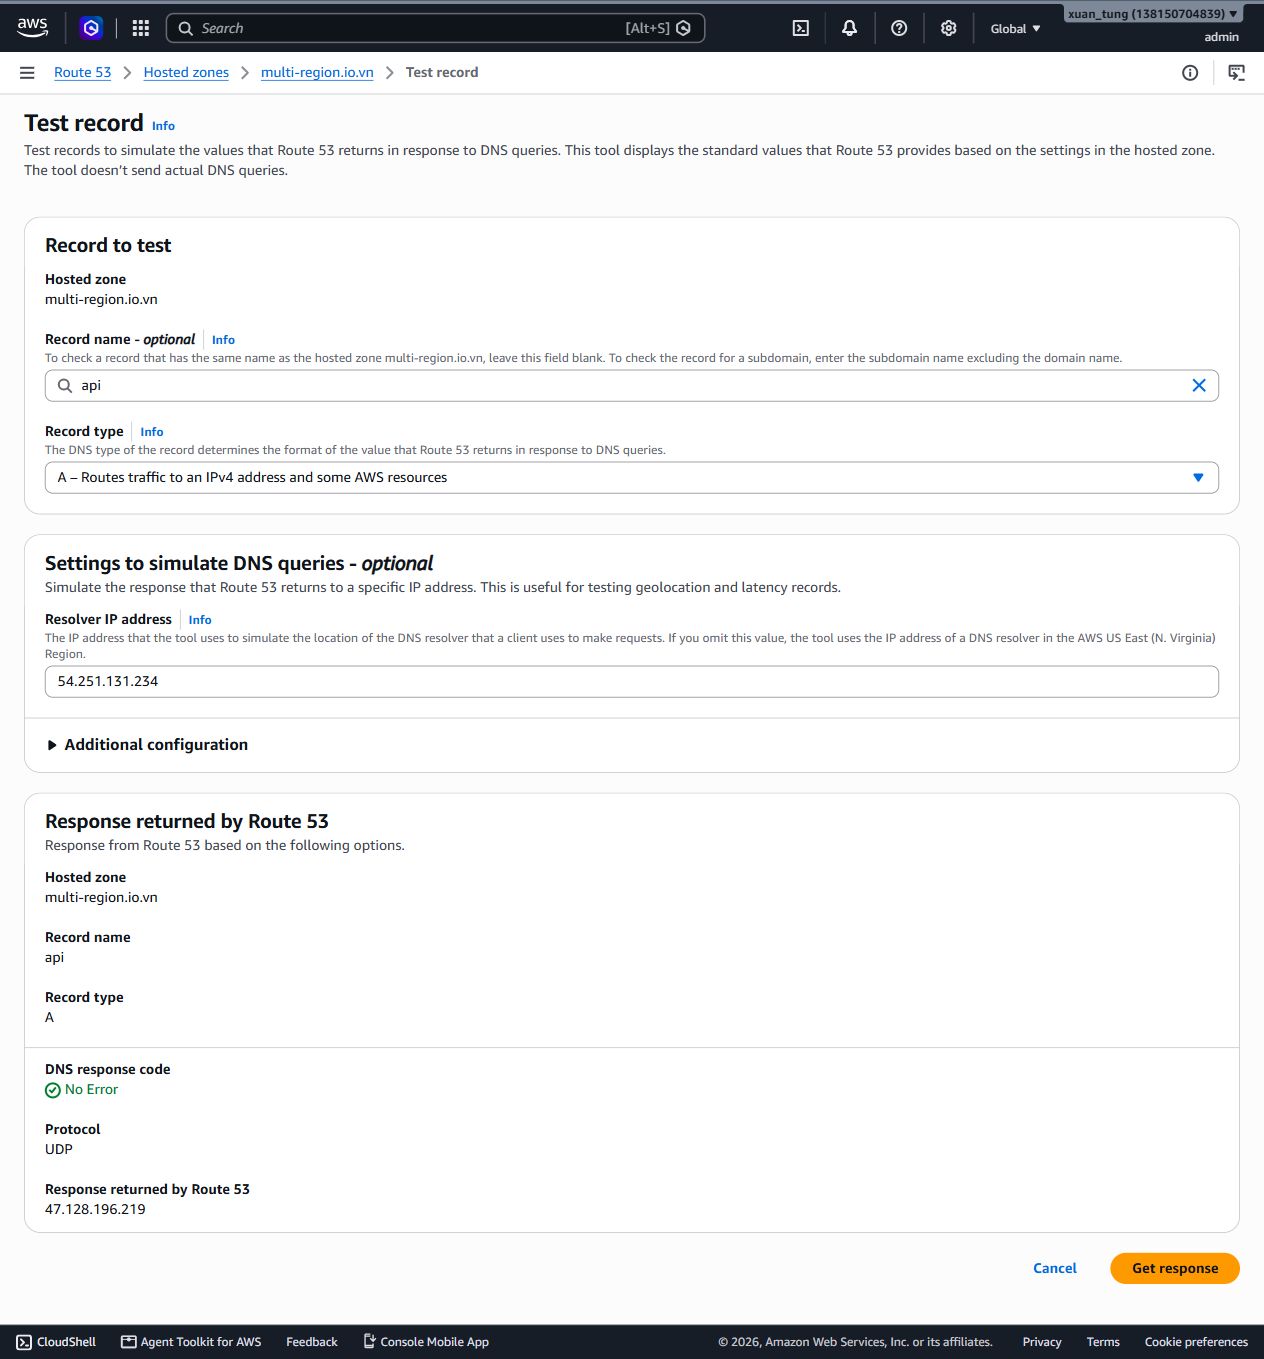 aws
Search
[Alt+S]
Global
xuan_tung (138150704839)
admin
Route 53
Hosted zones
multi-region.io.vn
Test record
Test record
Info
Test records to simulate the values that Route 53 returns in response to DNS queries. This tool displays the standard values that Route 53 provides based on the settings in the hosted zone.
The tool doesn't send actual DNS queries.
Record to test
Hosted zone
multi-region.io.vn
Record name - optional
Info
To check a record that has the same name as the hosted zone multi-region.io.vn, leave this field blank. To check the record for a subdomain, enter the subdomain name excluding the domain name.
api
Record type
Info
The DNS type of the record determines the format of the value that Route 53 returns in response to DNS queries.
A – Routes traffic to an IPv4 address and some AWS resources
Settings to simulate DNS queries - optional
Simulate the response that Route 53 returns to a specific IP address. This is useful for testing geolocation and latency records.
Resolver IP address
Info
The IP address that the tool uses to simulate the location of the DNS resolver that a client uses to make requests. If you omit this value, the tool uses the IP address of a DNS resolver in the AWS US East (N. Virginia)
Region.
54.251.131.234
Additional configuration
Response returned by Route 53
Response from Route 53 based on the following options.
Hosted zone
multi-region.io.vn
Record name
api
Record type
A
DNS response code
No Error
Protocol
UDP
Response returned by Route 53
47.128.196.219
Cancel
Get response
CloudShell
Agent Toolkit for AWS
Feedback
Console Mobile App
© 2026, Amazon Web Services, Inc. or its affiliates.
Privacy
Terms
Cookie preferences